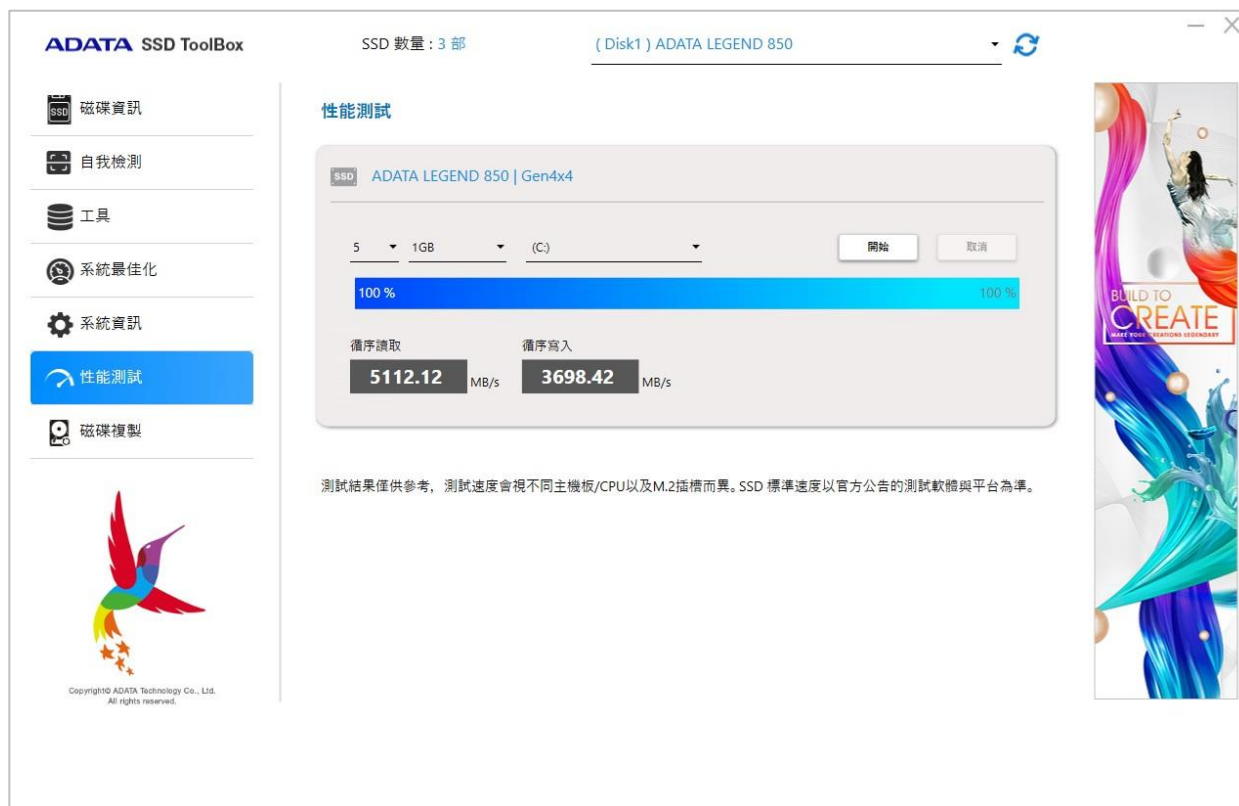 ADATA SSD ToolBox
SSD 數量 : 3 部
( Disk1 ) ADATA LEGEND 850
SSD 磁碟資訊
自我檢測
工具
系統最佳化
系統資訊
性能測試
磁碟複製
Copyright© ADATA Technology Co., Ltd.
All rights reserved.
性能測試
SSD ADATA LEGEND 850 | Gen4x4
5 1GB (C:) 開始 取消
100 % 100 %
循序讀取 循序寫入
5112.12 MB/s 3698.42 MB/s
測試結果僅供參考，測試速度會視不同主機板/CPU以及M.2插槽而異。SSD 標準速度以官方公告的測試軟體與平台為準。
BUILD TO
CREATE
MAKE YOUR CREATIONS LEGENDARY